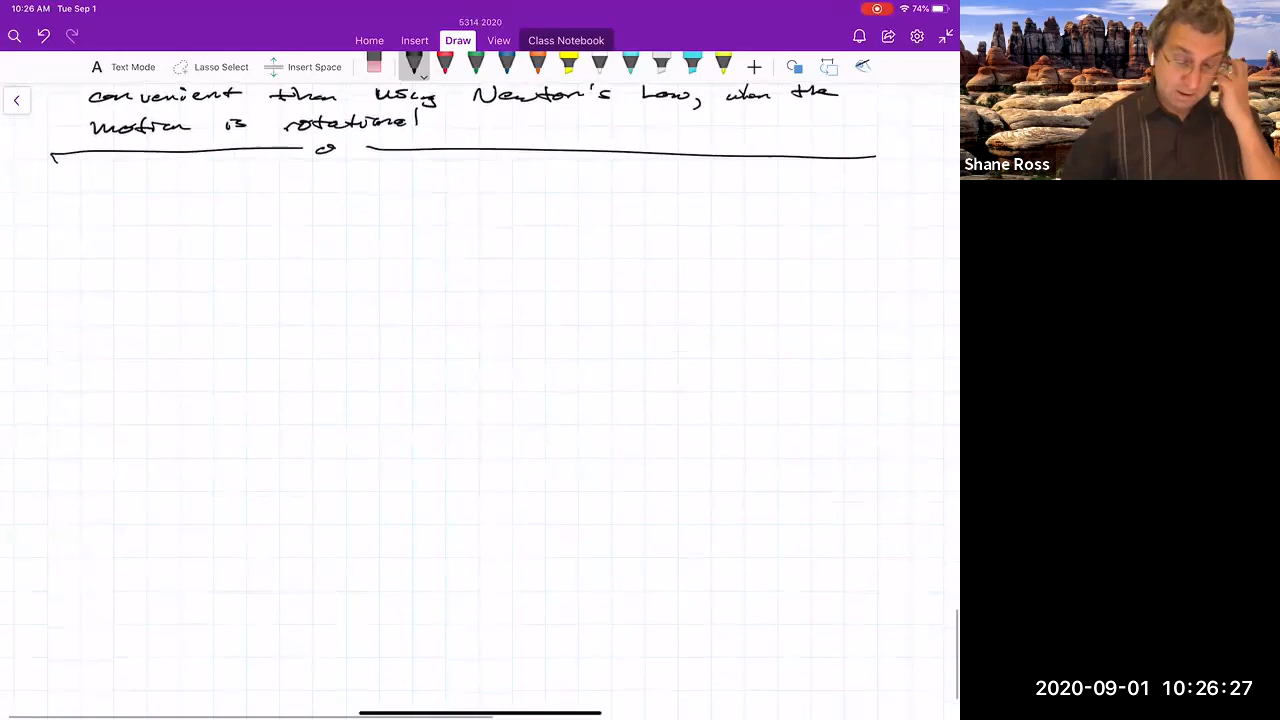 10:26 AM Tue Sep 1
74%
5314 2020
Home Insert Draw View Class Notebook
Text Mode Lasso Select Insert Space
convenient than using Newton's Law, when the
motion is rotational
Shane Ross
2020-09-01 10:26:27